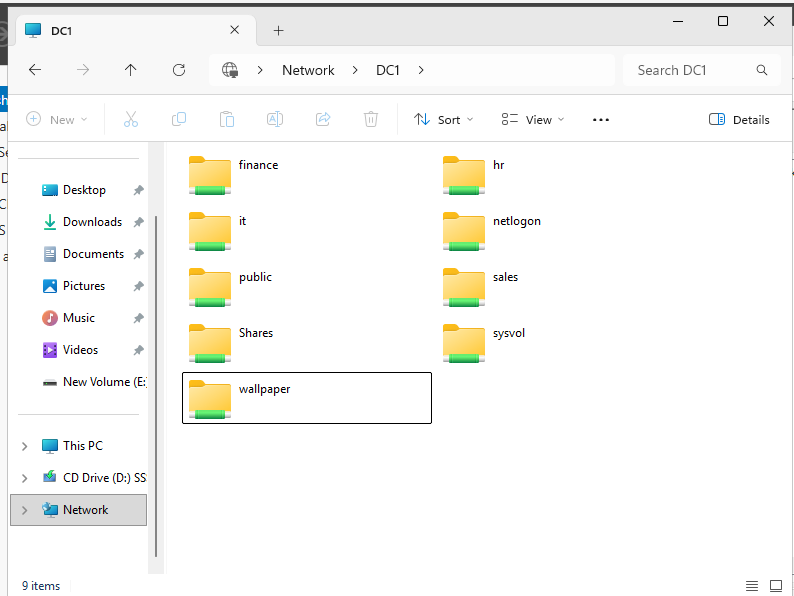 DC1
Network DC1
Search DC1
New
Sort
View
Details
Desktop
Downloads
Documents
Pictures
Music
Videos
New Volume (E:
This PC
CD Drive (D:) SS
Network
finance
hr
it
netlogon
public
sales
Shares
sysvol
wallpaper
9 items